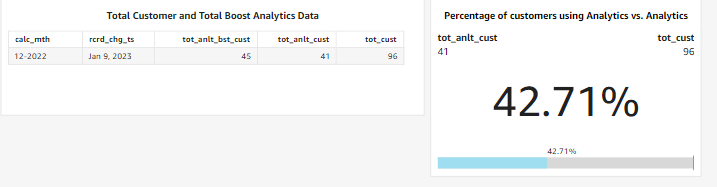 Total Customer and Total Boost Analytics Data
calc_mth rcrd_chg_ts tot_anlt_bst_cust tot_anlt_cust tot_cust
12-2022 Jan 9, 2023 45 41 96
Percentage of customers using Analytics vs. Analytics
tot_anlt_cust tot_cust
41 96
42.71%
42.71%